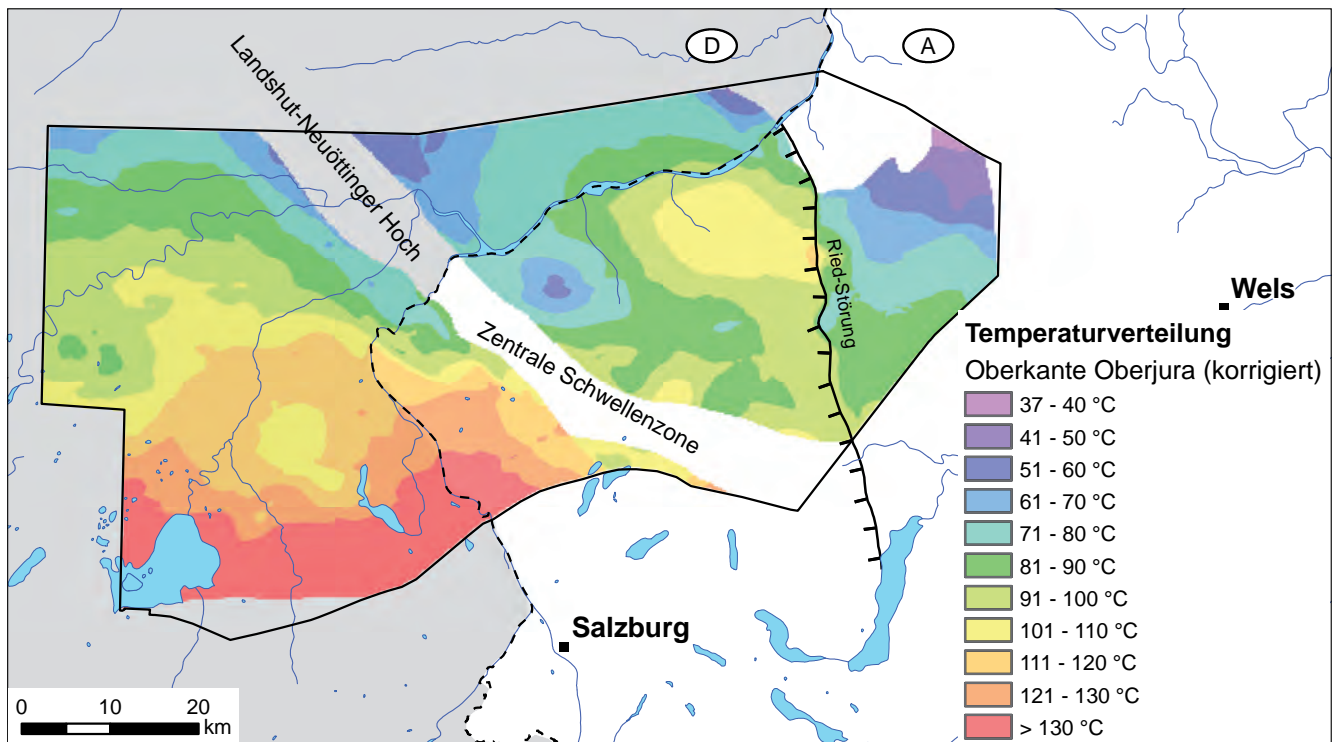 D
A
Landshut-Neuöttinger Hoch
Ried-Störung
Wels
Zentrale Schwellenzone
Temperaturverteilung
Oberkante Oberjura (korrigiert)
37 - 40 °C
41 - 50 °C
51 - 60 °C
61 - 70 °C
71 - 80 °C
81 - 90 °C
91 - 100 °C
101 - 110 °C
111 - 120 °C
121 - 130 °C
> 130 °C
Salzburg
0 10 20
km